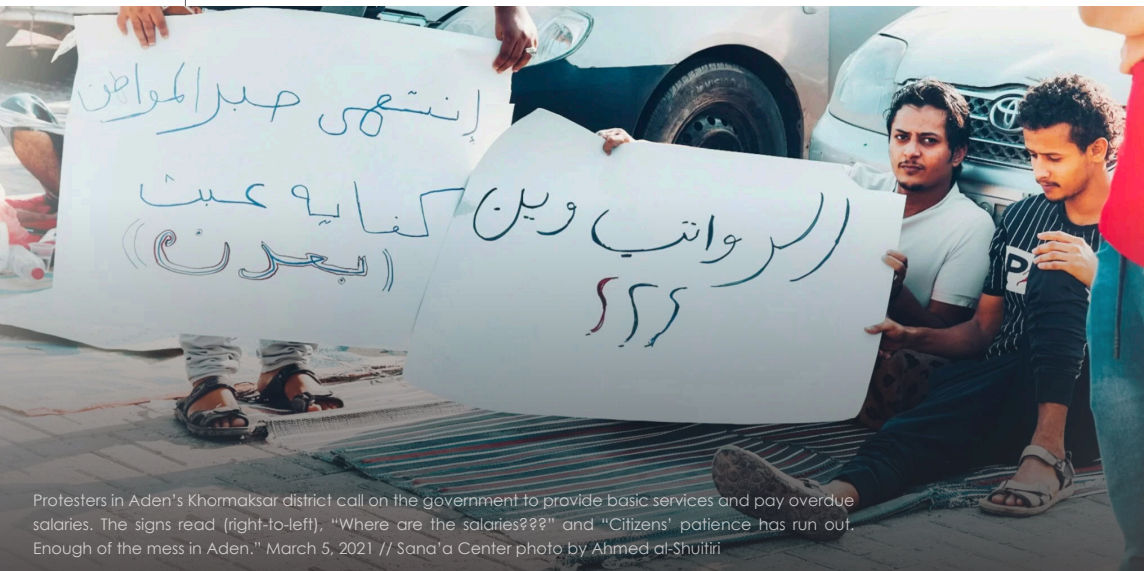 إنتهى صبر المواطن
كفايه عبث
((بعدن))
الرواتب وين
؟؟؟
P
Protesters in Aden’s Khormaksar district call on the government to provide basic services and pay overdue
salaries. The signs read (right-to-left), “Where are the salaries???” and “Citizens’ patience has run out.
Enough of the mess in Aden.” March 5, 2021 // Sana’a Center photo by Ahmed al-Shuitiri